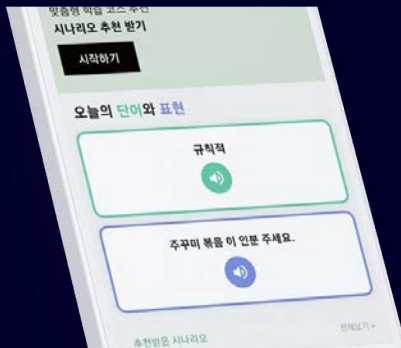 맞춤형 학습 코스 추천
시나리오 추천 받기
시작하기
오늘의 단어와 표현
규칙적
주꾸미 볶음 이 인분 주세요.
추천받은 시나리오
전체보기 >